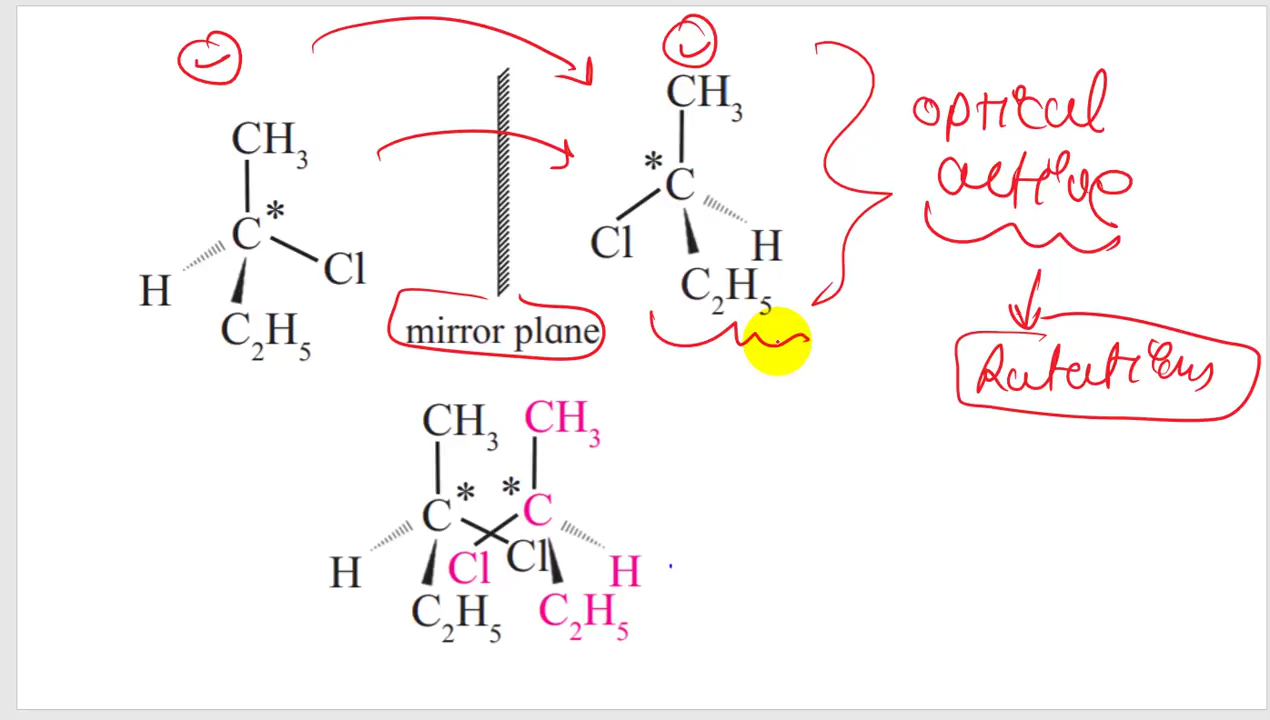 CH₃
C*
H
Cl
C₂H₅
mirror plane
CH₃
*C
Cl
H
C₂H₅
optical
active
Rotations
CH₃
C*
H
Cl
C₂H₅
CH₃
*C
Cl
H
C₂H₅